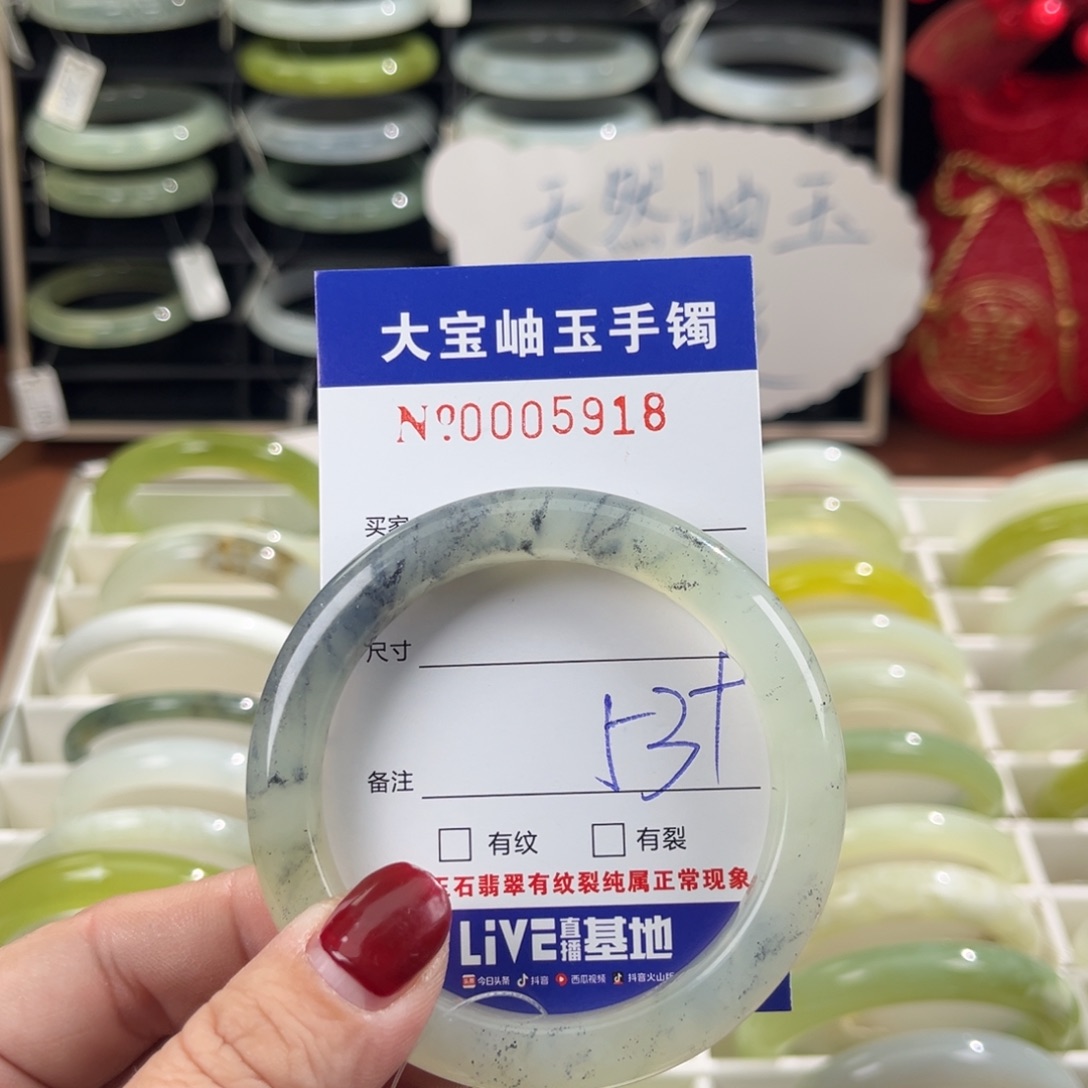 天然岫玉
大宝岫玉手镯
Nº0005918
买家
尺寸
53+
备注
□ 有纹 □ 有裂
玉石翡翠有纹裂纯属正常现象
LiVE直播基地
今日头条 抖音 西瓜视频 抖音火山版